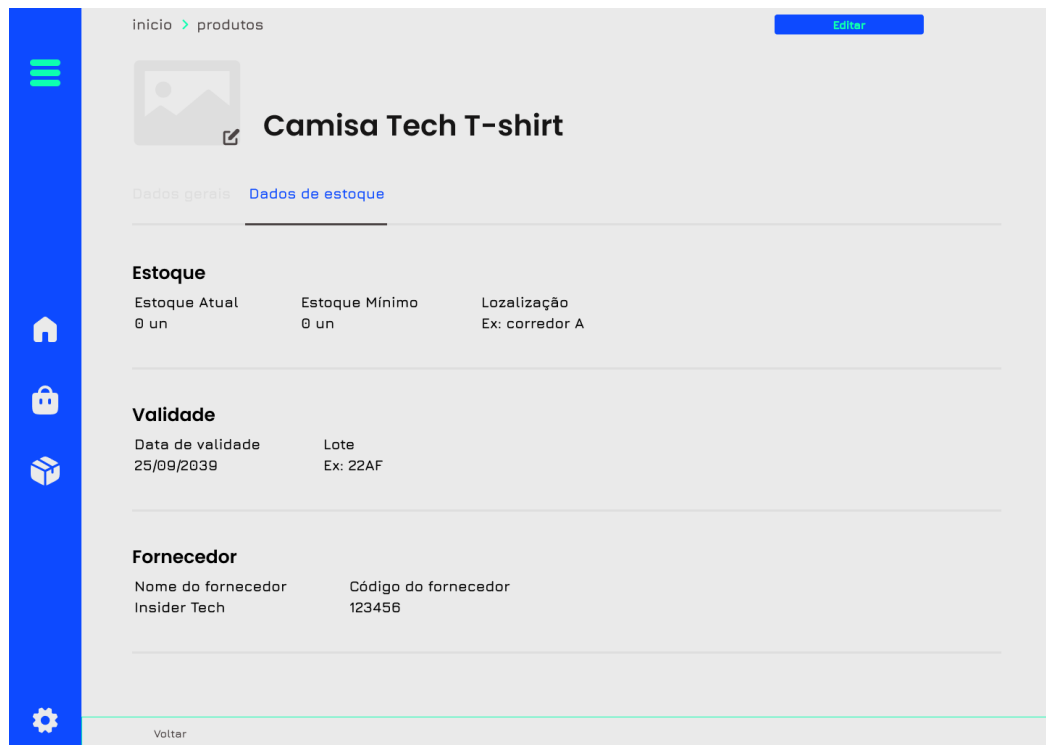 inicio > produtos
Editar
Camisa Tech T-shirt
Dados gerais Dados de estoque
Estoque
Estoque Atual Estoque Mínimo Lozalização
0 un 0 un Ex: corredor A
Validade
Data de validade Lote
25/09/2039 Ex: 22AF
Fornecedor
Nome do fornecedor Código do fornecedor
Insider Tech 123456
Voltar